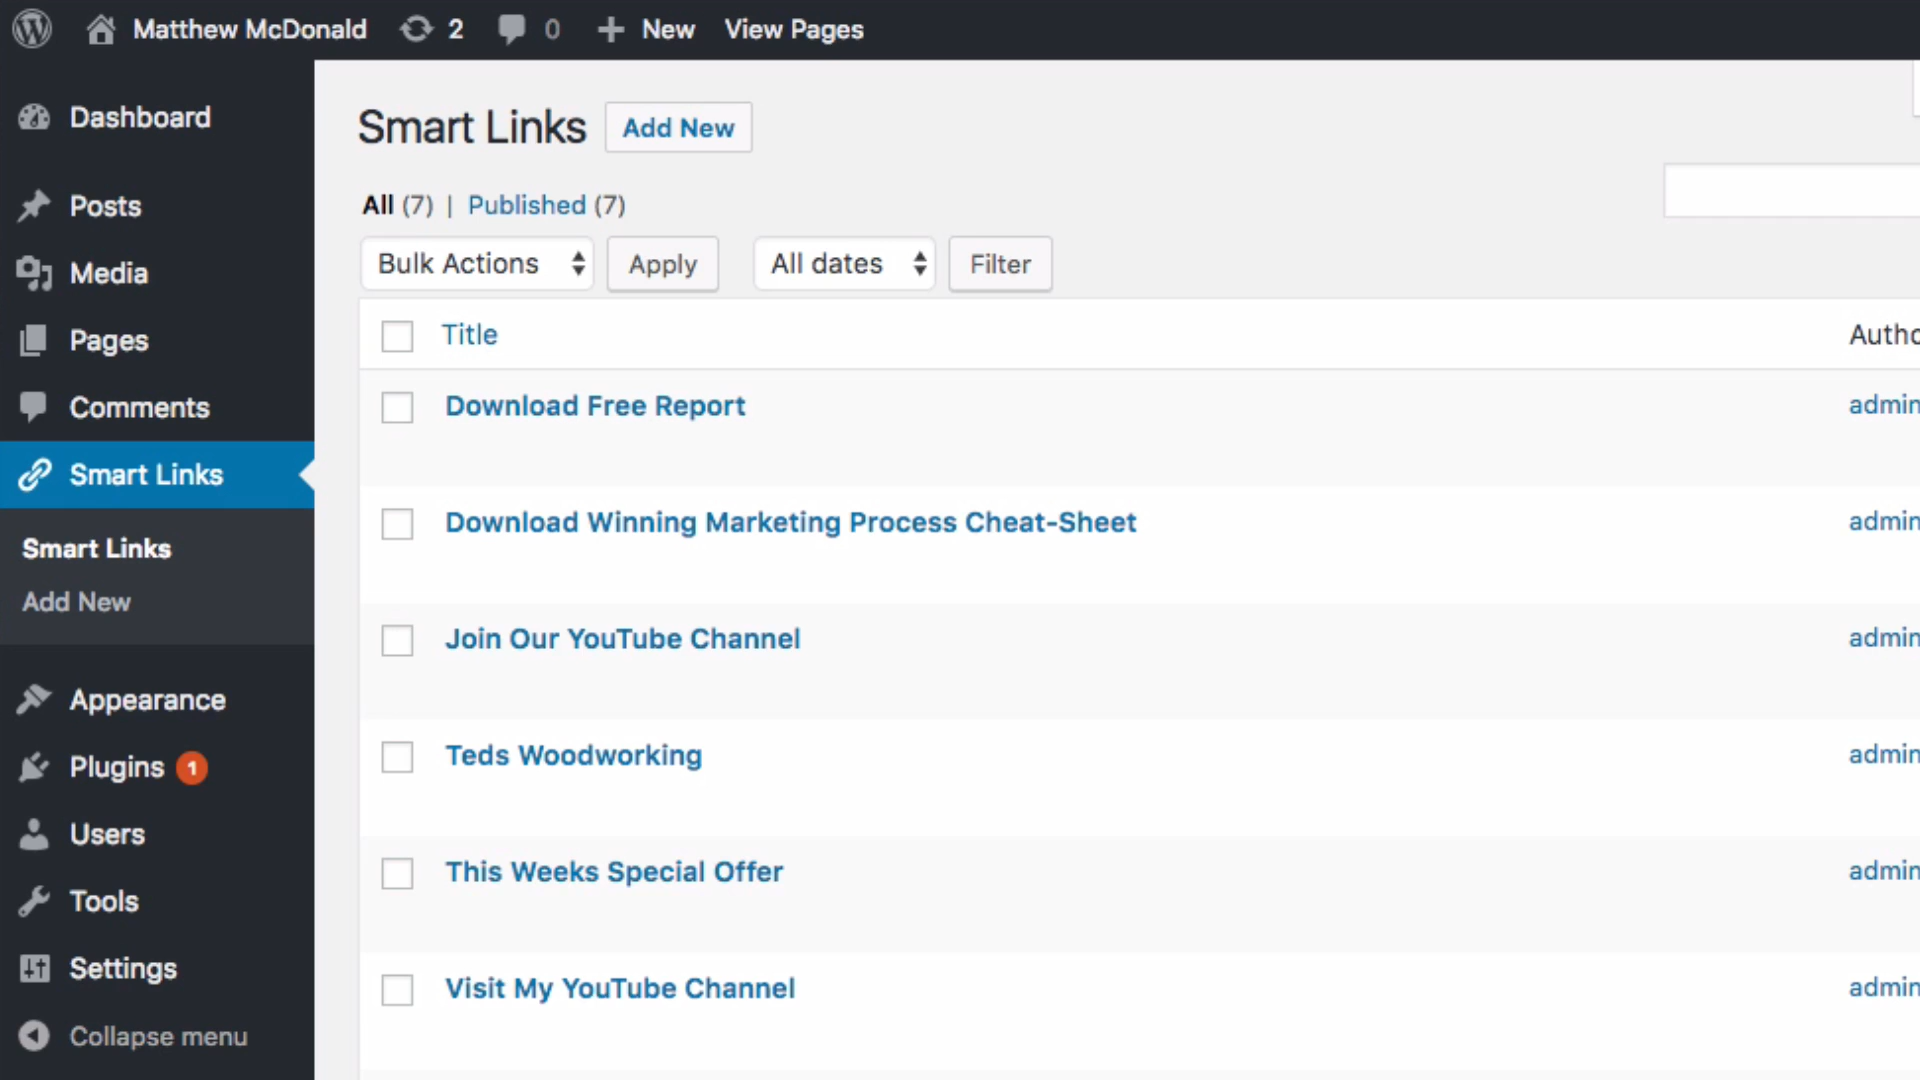 Matthew McDonald 2 0 New View Pages
Dashboard
Posts
Media
Pages
Comments
Smart Links
Smart Links
Add New
Appearance
Plugins 1
Users
Tools
Settings
Collapse menu
Smart Links Add New
All (7) | Published (7)
Bulk Actions Apply All dates Filter
Title Autho
Download Free Report admin
Download Winning Marketing Process Cheat-Sheet admin
Join Our YouTube Channel admin
Teds Woodworking admin
This Weeks Special Offer admin
Visit My YouTube Channel admin